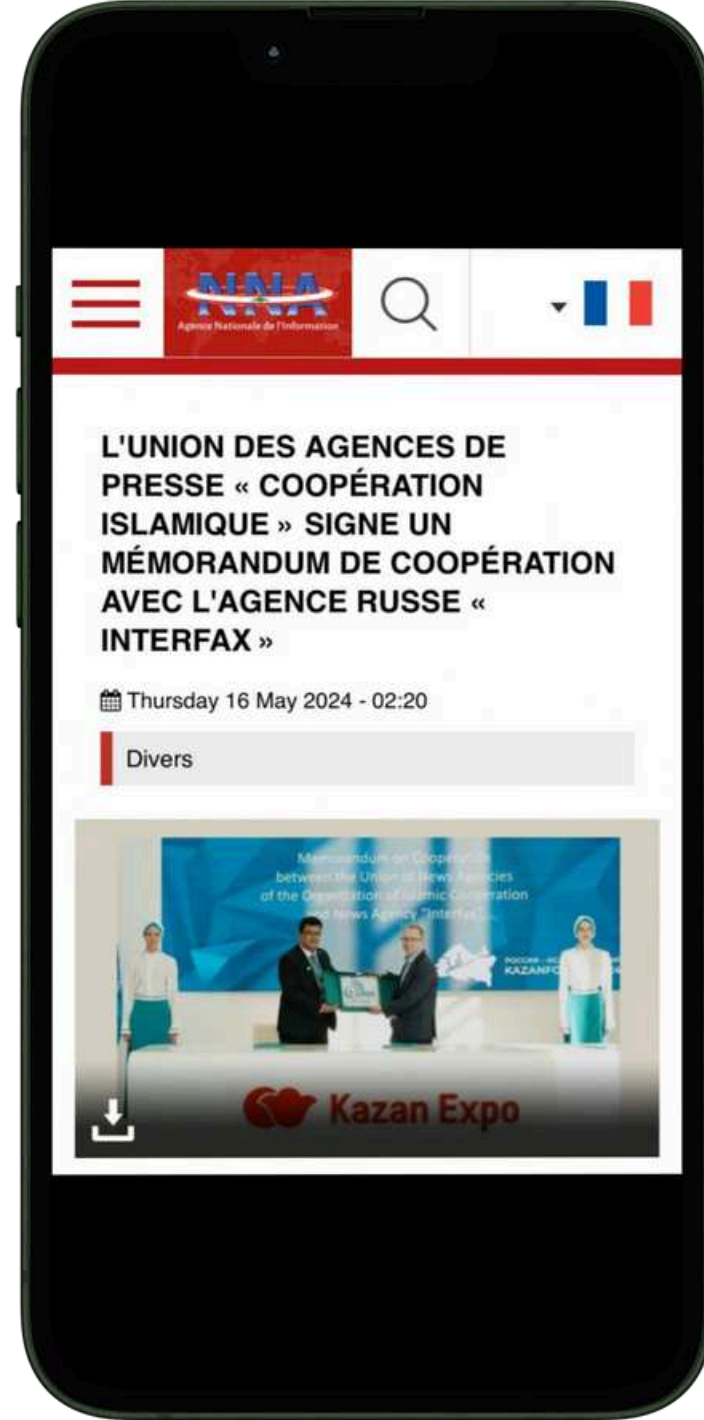 NNA
Agence Nationale de l'Information
L'UNION DES AGENCES DE
PRESSE « COOPÉRATION
ISLAMIQUE » SIGNE UN
MÉMORANDUM DE COOPÉRATION
AVEC L'AGENCE RUSSE «
INTERFAX »
Thursday 16 May 2024 - 02:20
Divers
Memorandum on Cooperation
between the Union of News Agencies
of the Organization of Islamic Cooperation
and News Agency "Interfax"
Kazan Expo